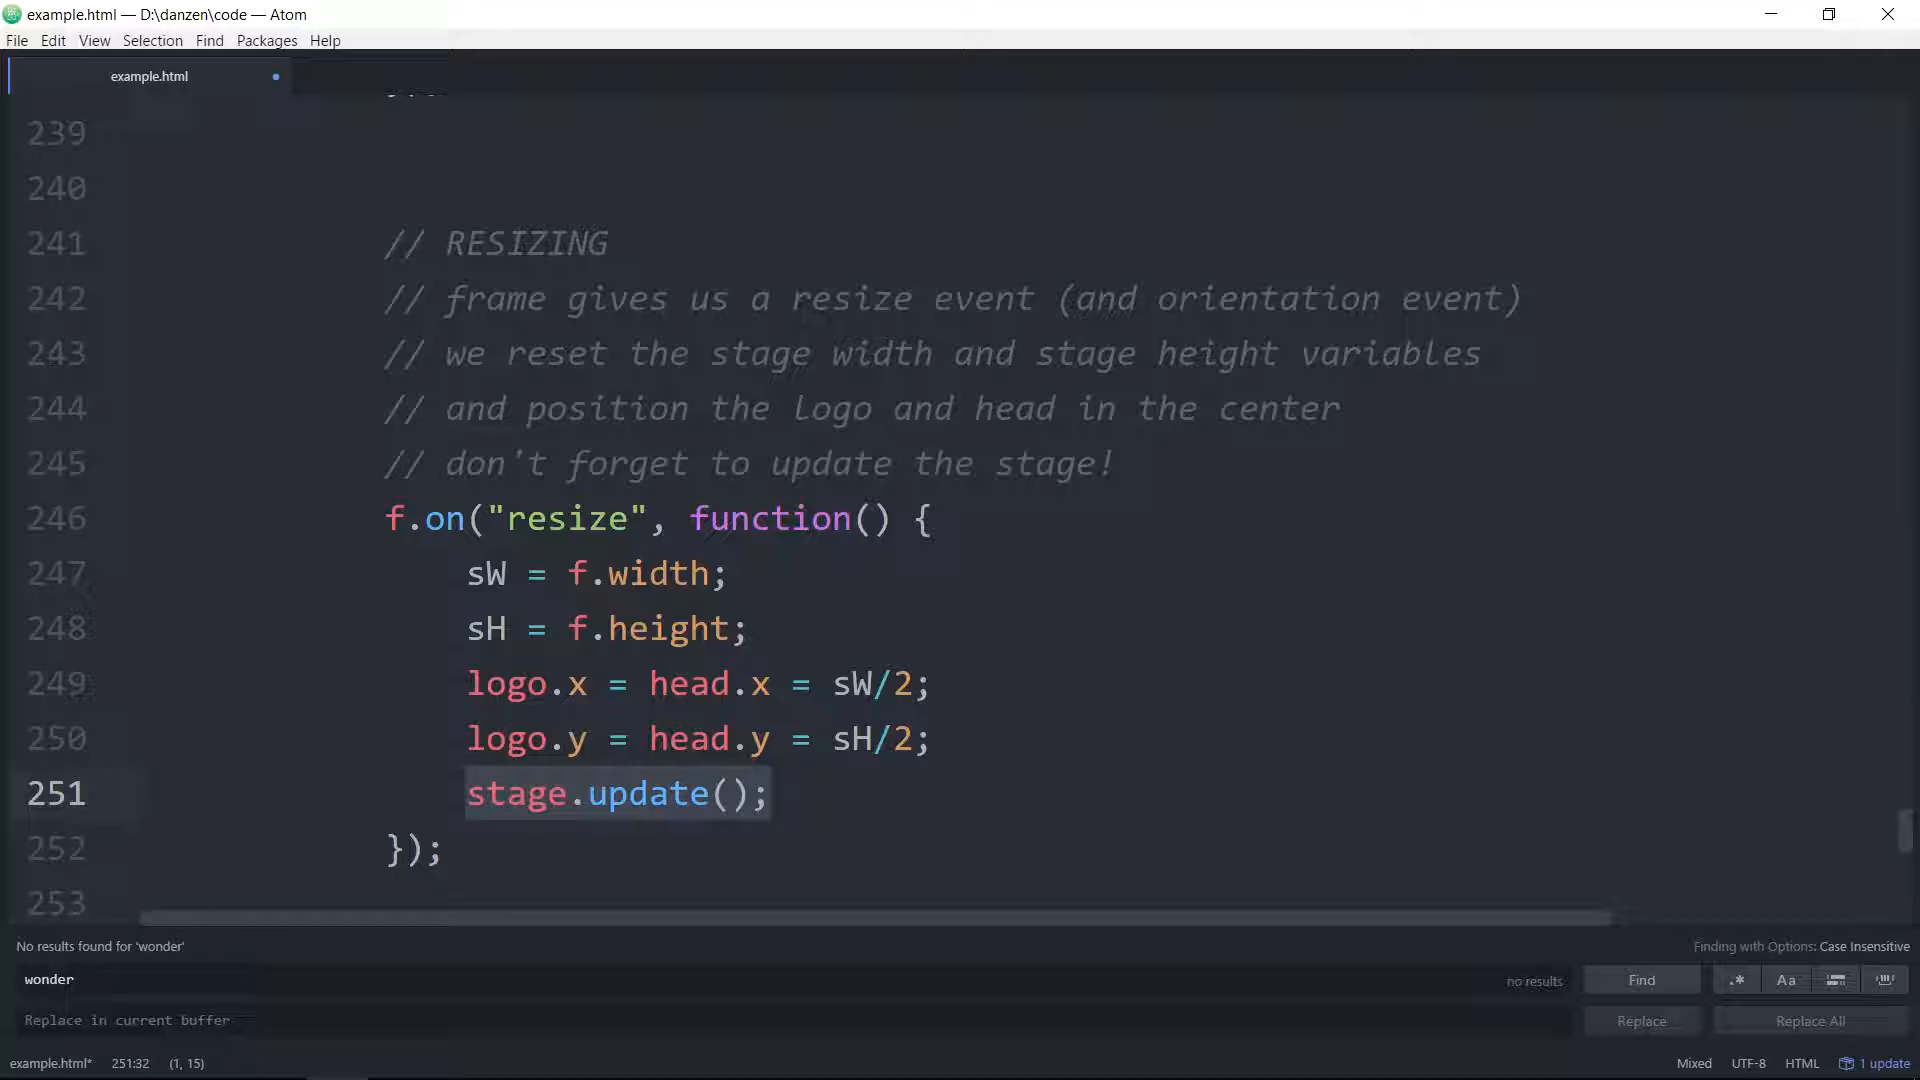 example.html — D:\danzen\code — Atom
File Edit View Selection Find Packages Help
example.html
239
240
241 // RESIZING
242 // frame gives us a resize event (and orientation event)
243 // we reset the stage width and stage height variables
244 // and position the logo and head in the center
245 // don't forget to update the stage!
246 f.on("resize", function() {
247 sW = f.width;
248 sH = f.height;
249 logo.x = head.x = sW/2;
250 logo.y = head.y = sH/2;
251 stage.update();
252 });
253
No results found for 'wonder' Finding with Options: Case Insensitive
wonder no results Find .* Aa
Replace in current buffer Replace Replace All
example.html* 251:32 (1, 15) Mixed UTF-8 HTML 1 update